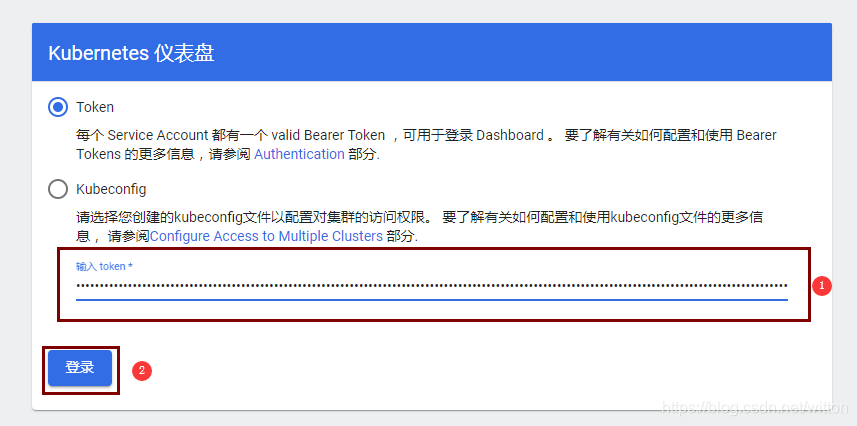 Kubernetes 仪表盘
Token
每个 Service Account 都有一个 valid Bearer Token ，可用于登录 Dashboard 。 要了解有关如何配置和使用 Bearer
Tokens 的更多信息，请参阅 Authentication 部分.
Kubeconfig
请选择您创建的kubeconfig文件以配置对集群的访问权限。 要了解有关如何配置和使用kubeconfig文件的更多信
息， 请参阅Configure Access to Multiple Clusters 部分.
输入 token *
1
登录
2
https://blog.csdn.net/witton